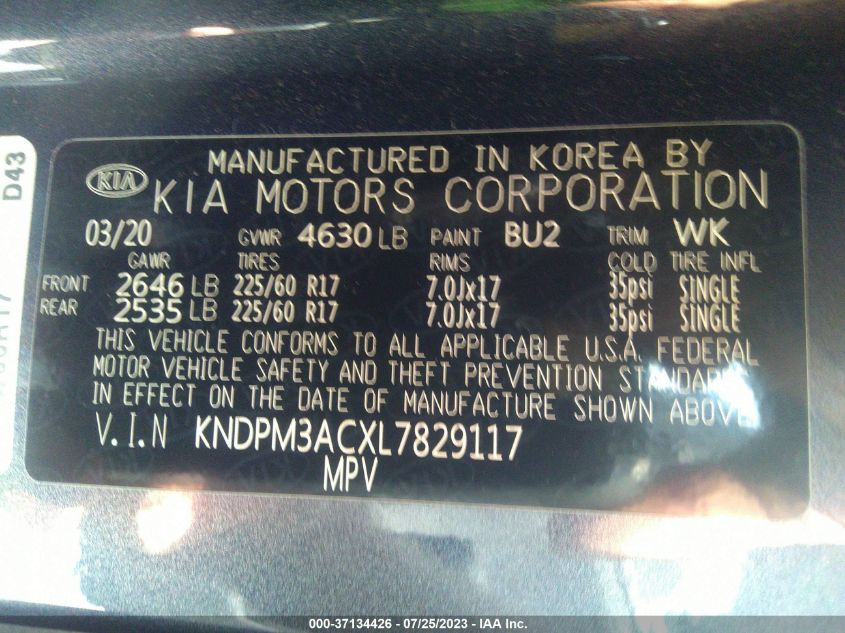 D43
MANUFACTURED IN KOREA BY
KIA
KIA MOTORS CORPORATION
03/20 GVWR 4630 LB PAINT BU2 TRIM WK
GAWR TIRES RIMS COLD TIRE INFL
FRONT 2646 LB 225/60 R17 7.0Jx17 35psi SINGLE
REAR 2535 LB 225/60 R17 7.0Jx17 35psi SINGLE
THIS VEHICLE CONFORMS TO ALL APPLICABLE U.S.A. FEDERAL
MOTOR VEHICLE SAFETY AND THEFT PREVENTION STANDARDS
IN EFFECT ON THE DATE OF MANUFACTURE SHOWN ABOVE.
V.I.N KNDPM3ACXL7829117
MPV
000-37134426 - 07/25/2023 - IAA Inc.